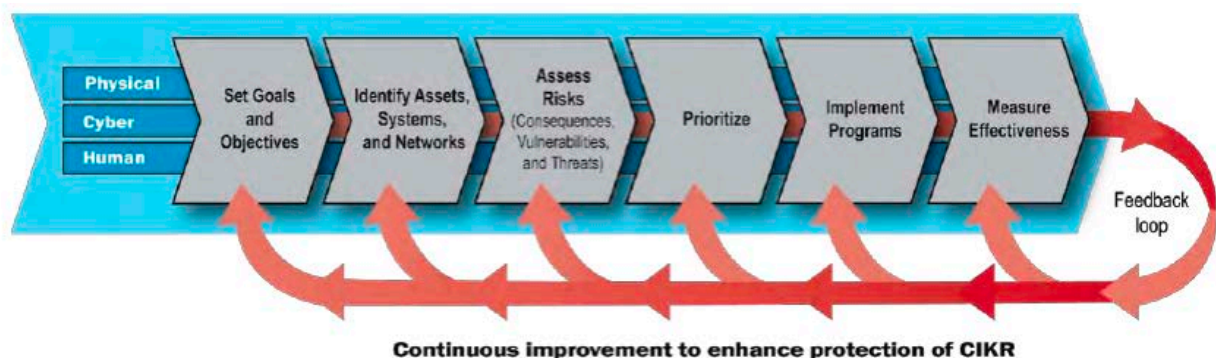 Physical
Cyber
Human
Set Goals
and
Objectives
Identify Assets,
Systems,
and Networks
Assess
Risks
(Consequences,
Vulnerabilities,
and Threats)
Prioritize
Implement
Programs
Measure
Effectiveness
Feedback
loop
Continuous improvement to enhance protection of CIKR